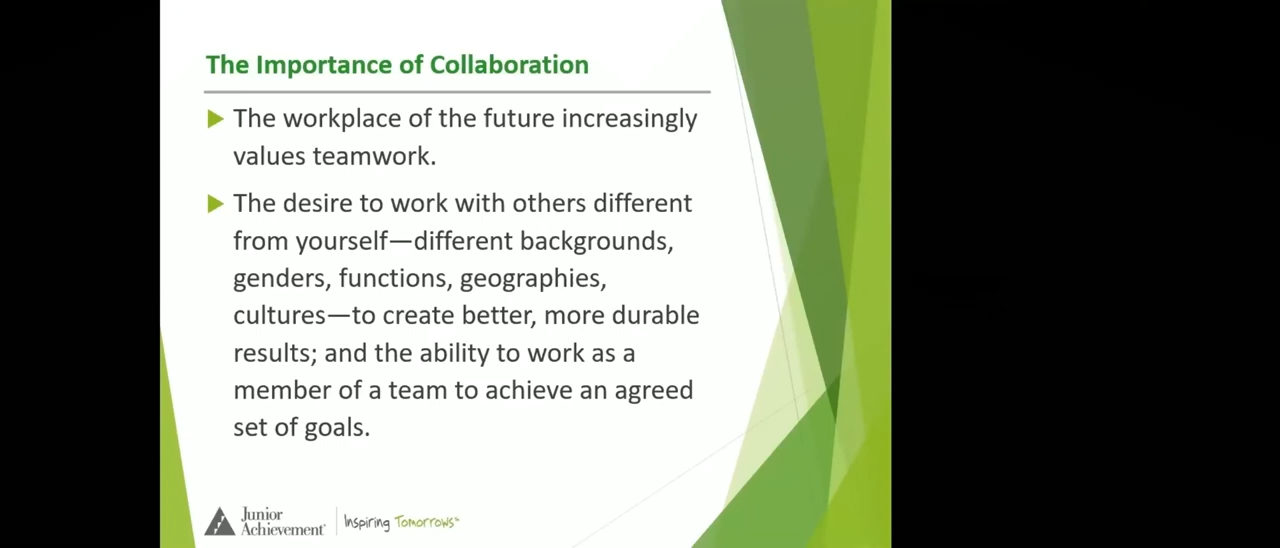 The Importance of Collaboration
The workplace of the future increasingly
values teamwork.
The desire to work with others different
from yourself—different backgrounds,
genders, functions, geographies,
cultures—to create better, more durable
results; and the ability to work as a
member of a team to achieve an agreed
set of goals.
Junior
Achievement
Inspiring Tomorrows